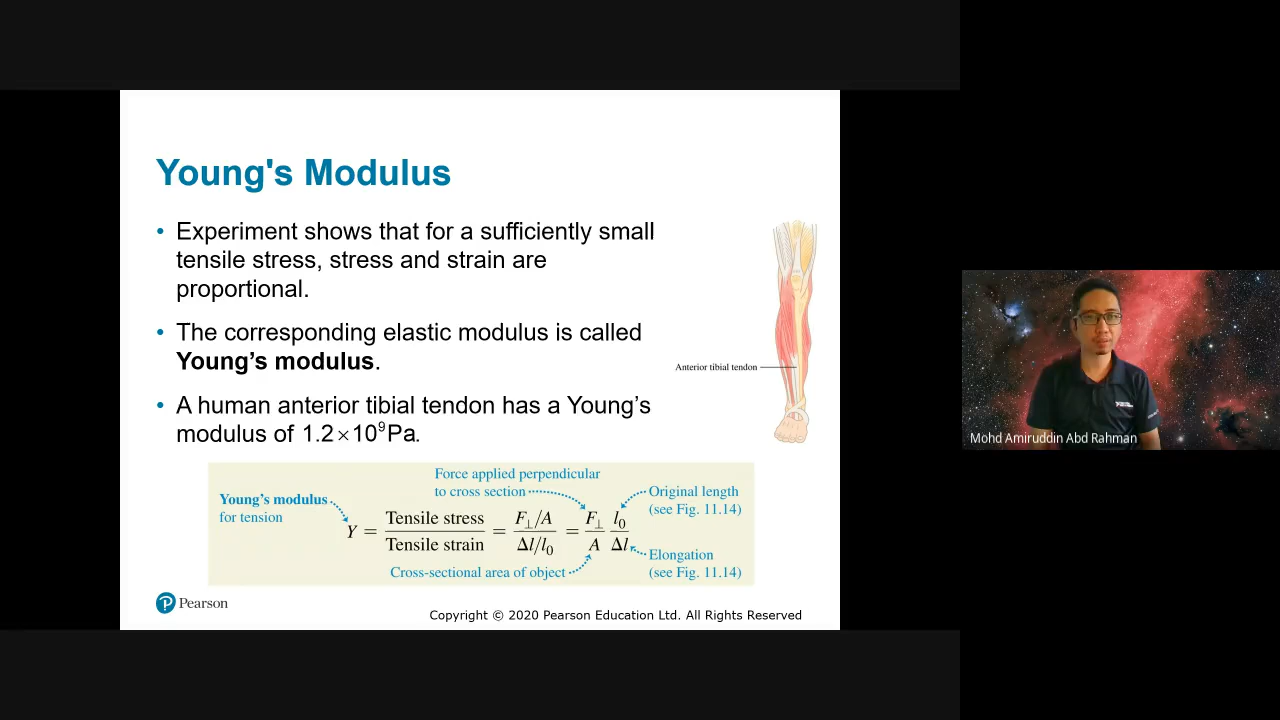 Young's Modulus
• Experiment shows that for a sufficiently small
tensile stress, stress and strain are
proportional.
• The corresponding elastic modulus is called
Young’s modulus.
• A human anterior tibial tendon has a Young’s
modulus of 1.2×10⁹Pa.
Anterior tibial tendon
Force applied perpendicular
to cross section
Original length
(see Fig. 11.14)
Young’s modulus
for tension
Y = Tensile stress / Tensile strain = F⊥/A / Δl/l₀ = F⊥/A l₀/Δl
Elongation
(see Fig. 11.14)
Cross-sectional area of object
P Pearson
Copyright © 2020 Pearson Education Ltd. All Rights Reserved
Mohd Amiruddin Abd Rahman